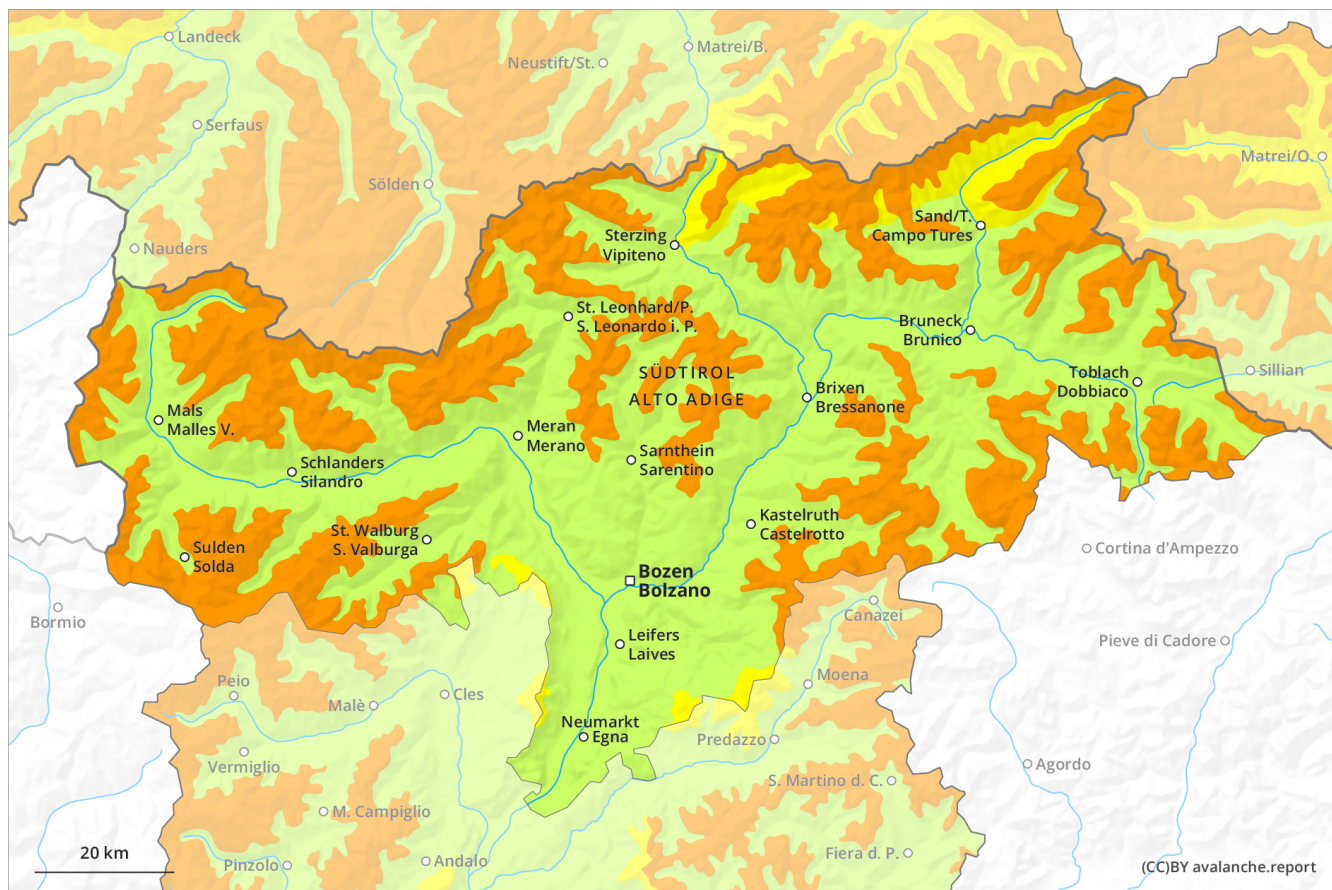 Landeck
Matrei/B.
Neustift/St.
Serfaus
Matrei/O.
Sölden
Sand/T.
Campo Tures
Sterzing
Vipiteno
Nauders
St. Leonhard/P.
S. Leonardo i. P.
Bruneck
Brunico
SÜDTIROL
ALTO ADIGE
Toblach
Dobbiaco
Sillian
Brixen
Bressanone
Mals
Malles V.
Meran
Merano
Sarnthein
Sarentino
Schlanders
Silandro
Kastelruth
Castelrotto
St. Walburg
S. Valburga
Sulden
Solda
Cortina d'Ampezzo
Bozen
Bolzano
Bormio
Canazei
Leifers
Laives
Pieve di Cadore
Peio
Malè
Cles
Moena
Neumarkt
Egna
Predazzo
Vermiglio
Agordo
S. Martino d. C.
M. Campiglio
20 km
Pinzolo
Andalo
Fiera d. P.
(CC)BY avalanche.report